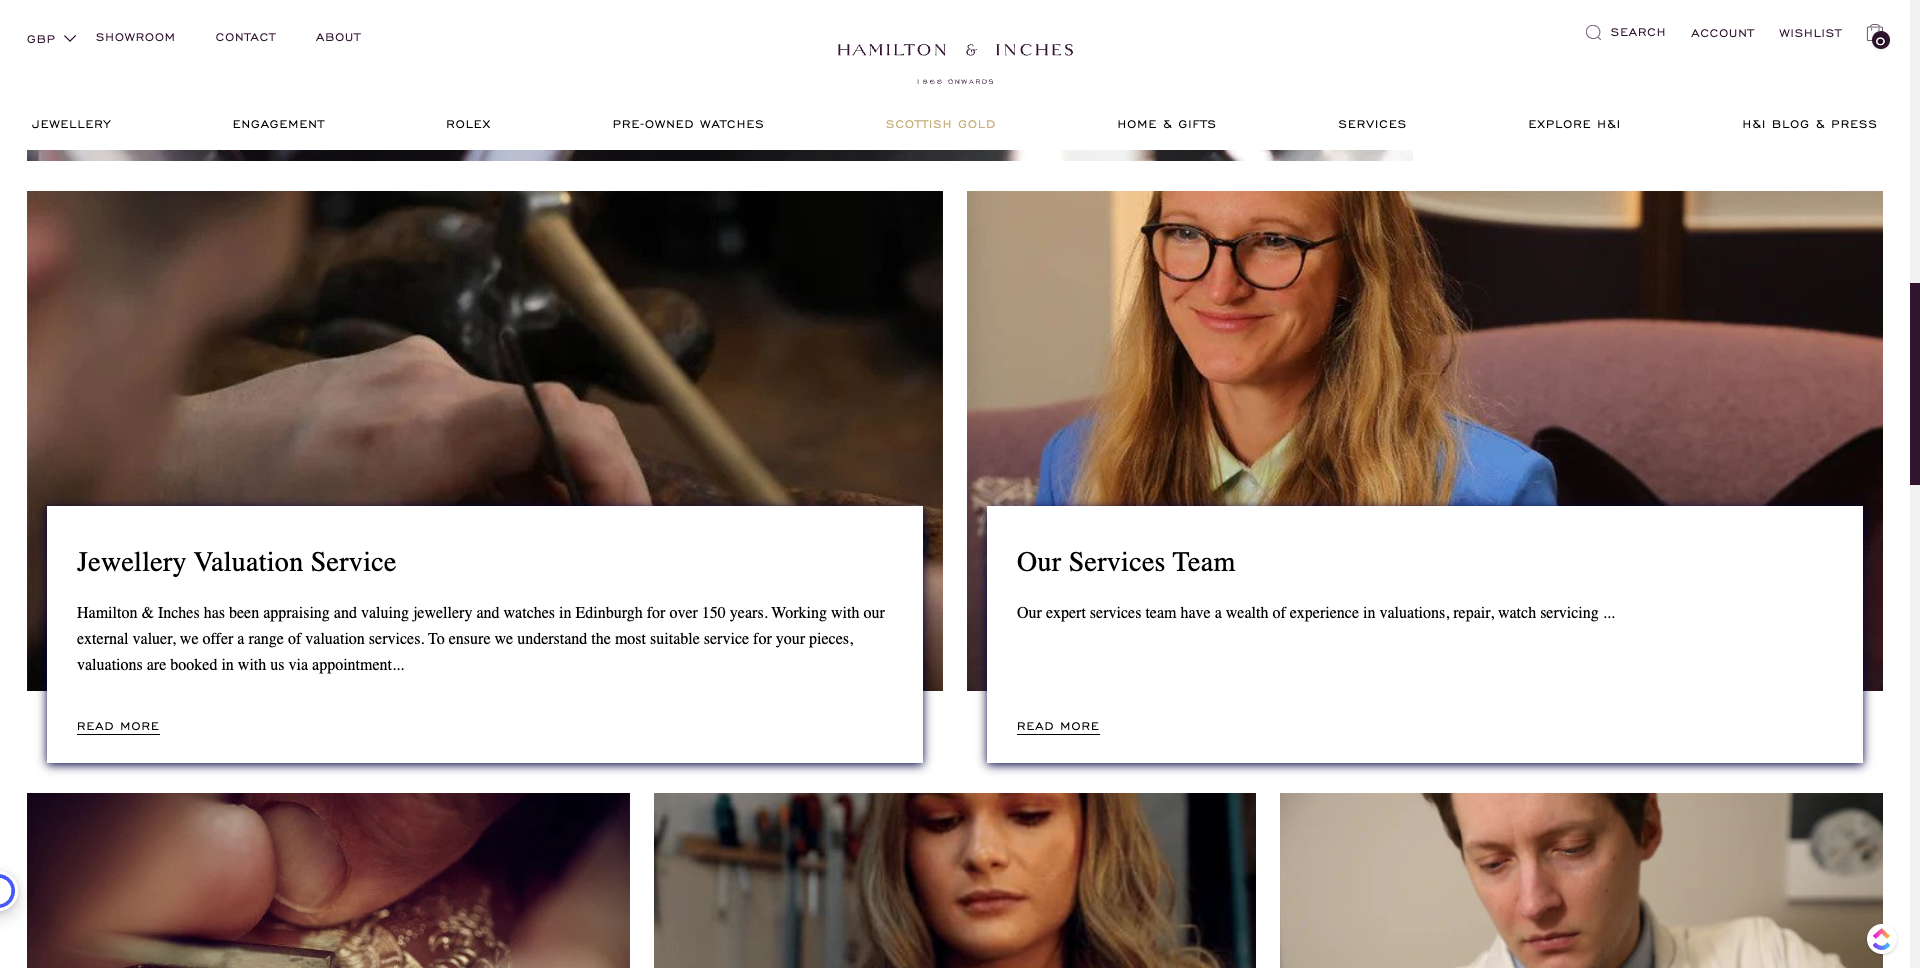 GBP
SHOWROOM
CONTACT
ABOUT
HAMILTON & INCHES
1866 ONWARDS
SEARCH
ACCOUNT
WISHLIST
0
JEWELLERY
ENGAGEMENT
ROLEX
PRE-OWNED WATCHES
SCOTTISH GOLD
HOME & GIFTS
SERVICES
EXPLORE H&I
H&I BLOG & PRESS
Jewellery Valuation Service
Hamilton & Inches has been appraising and valuing jewellery and watches in Edinburgh for over 150 years. Working with our
external valuer, we offer a range of valuation services. To ensure we understand the most suitable service for your pieces,
valuations are booked in with us via appointment...
READ MORE
Our Services Team
Our expert services team have a wealth of experience in valuations, repair, watch servicing ...
READ MORE